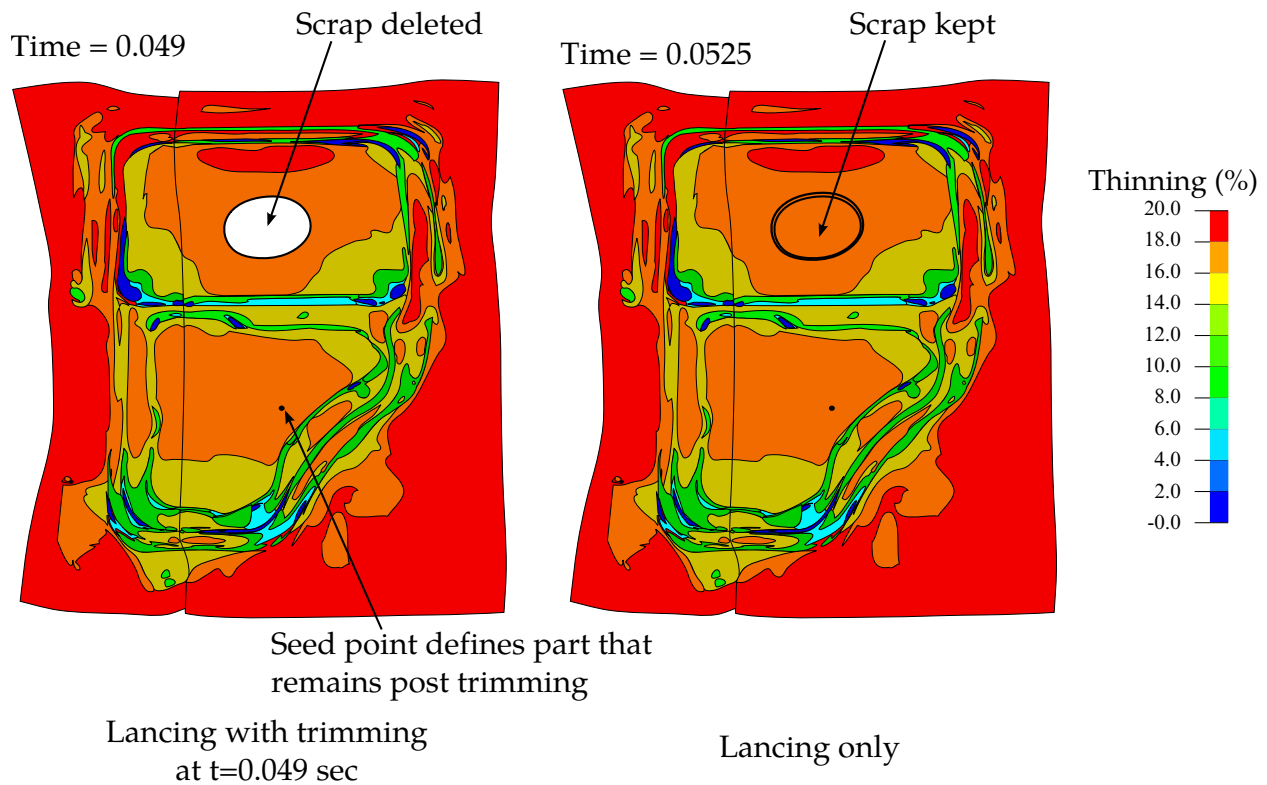 Scrap deleted
Time = 0.049
Scrap kept
Time = 0.0525
Thinning (%)
20.0
18.0
16.0
14.0
12.0
10.0
8.0
6.0
4.0
2.0
-0.0
Seed point defines part that
remains post trimming
Lancing with trimming
at t=0.049 sec
Lancing only